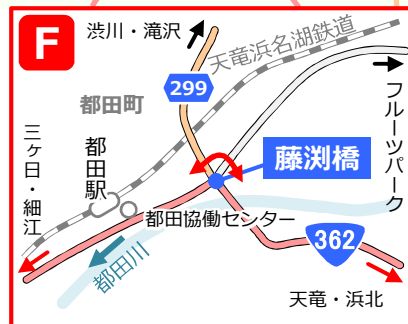 F
渋川・滝沢
天竜浜名湖鉄道
299
都田町
フルーツパーク
三ヶ日・細江
都田駅
藤渕橋
都田協働センター
362
都田川
天竜・浜北